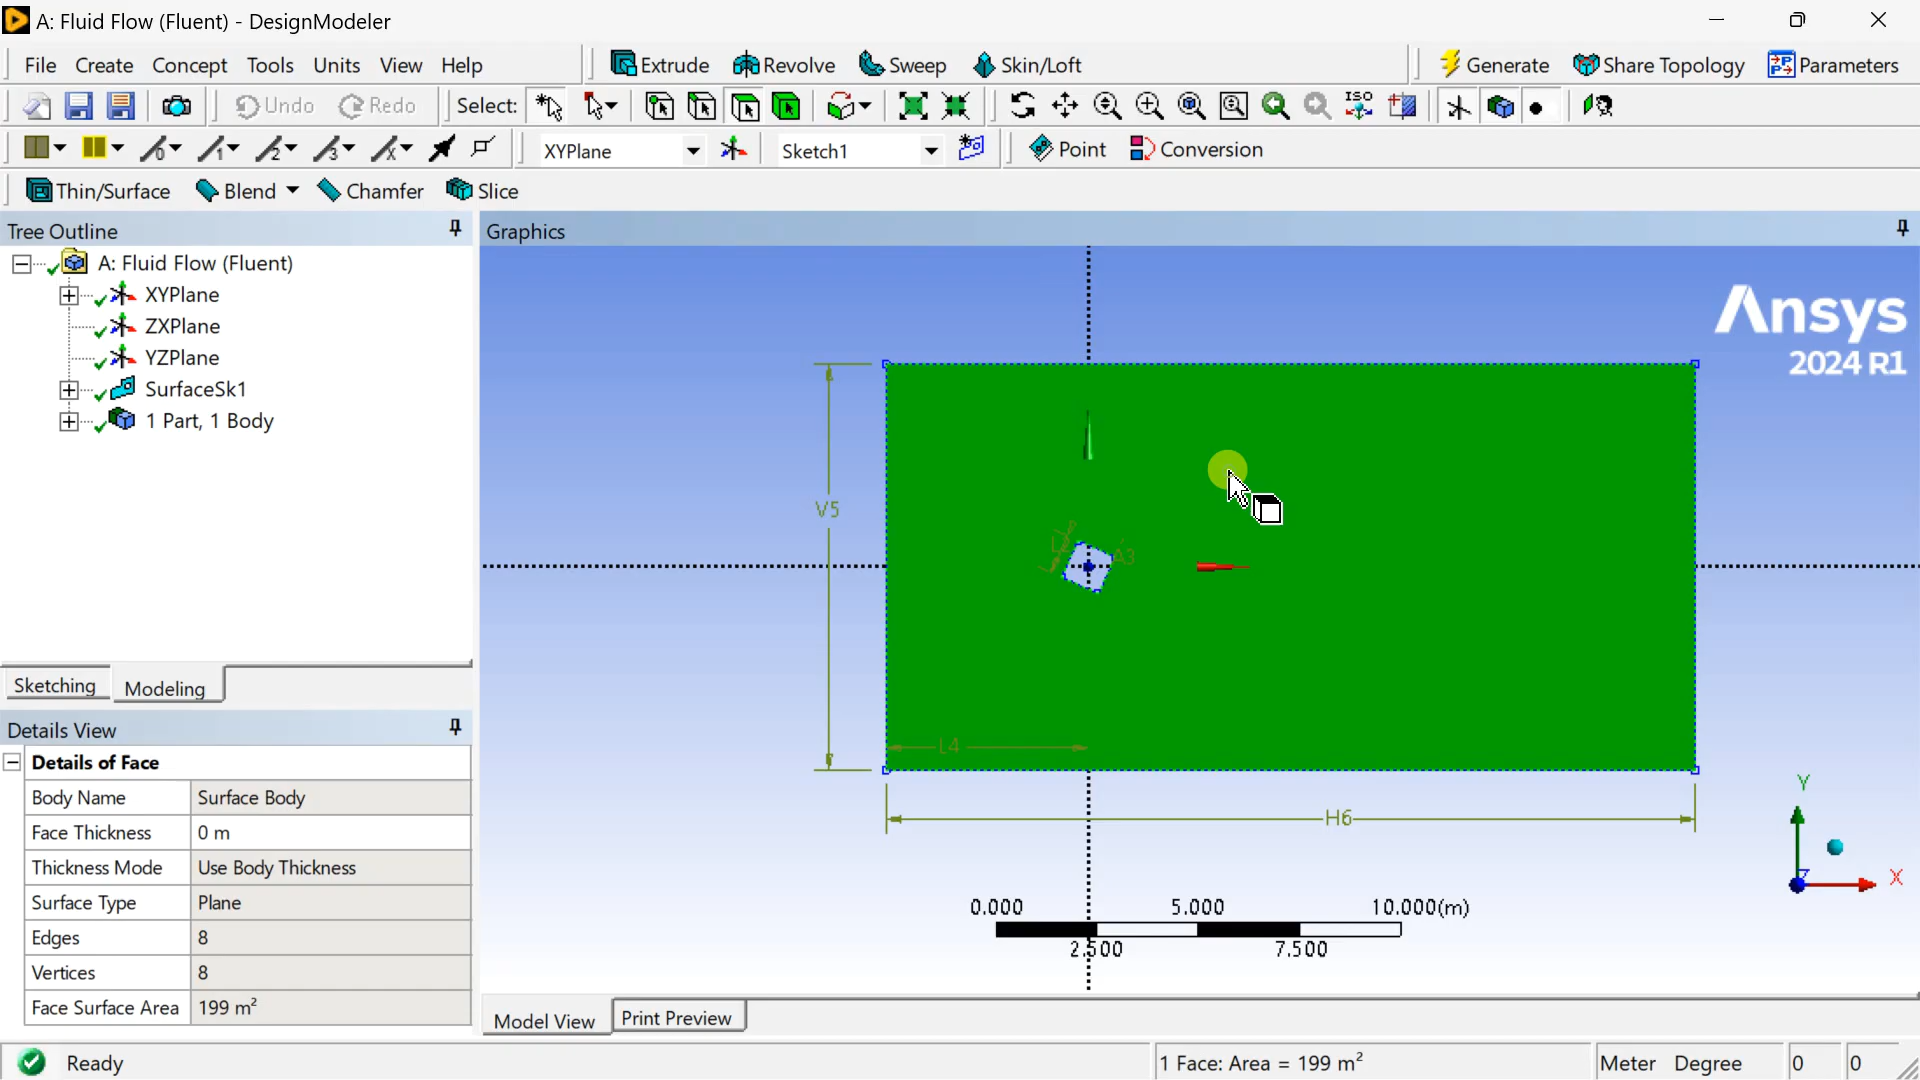 A: Fluid Flow (Fluent) - DesignModeler
File Create Concept Tools Units View Help
Extrude Revolve Sweep Skin/Loft
Generate Share Topology Parameters
Undo Redo Select:
ISO
XYPlane Sketch1 Point Conversion
Thin/Surface Blend Chamfer Slice
Tree Outline
A: Fluid Flow (Fluent)
XYPlane
ZXPlane
YZPlane
SurfaceSk1
1 Part, 1 Body
Sketching Modeling
Details View
Details of Face
Body Name Surface Body
Face Thickness 0 m
Thickness Mode Use Body Thickness
Surface Type Plane
Edges 8
Vertices 8
Face Surface Area 199 m²
Graphics
Ansys
2024 R1
V5
A3
L4
H6
Y
X
Z
0.000 5.000 10.000(m)
2.500 7.500
Model View Print Preview
Ready
1 Face: Area = 199 m²
Meter Degree 0 0